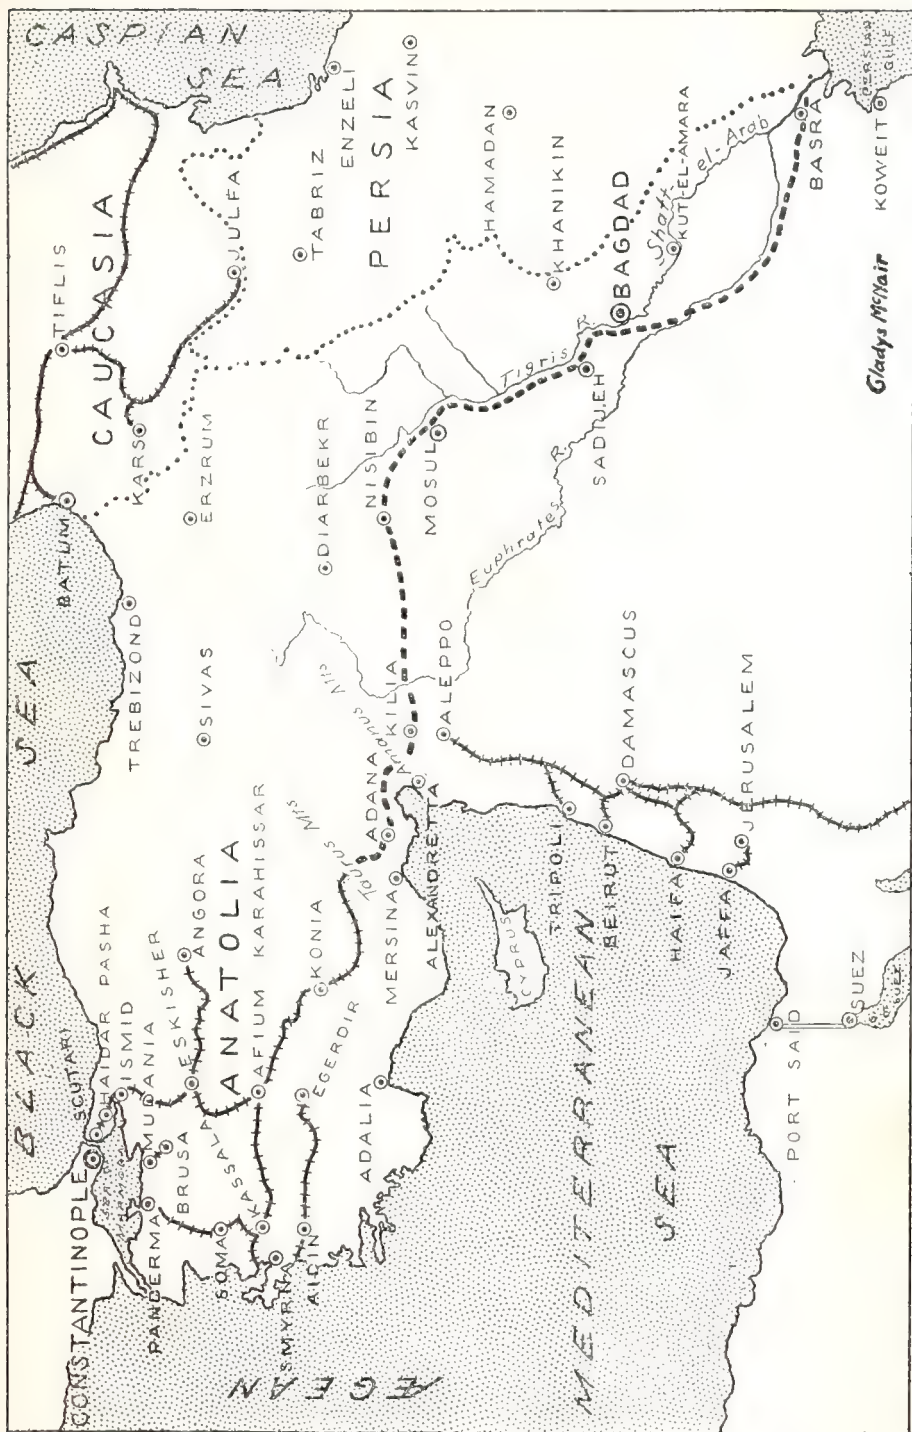 BLACK SEA
CASPIAN SEA
CONSTANTINOPLE
SCUTARI
HAIDAR PASHA
ISMID
MUDANIA
ESKISHER
ANGORA
PANDERMA
BRUSA
SOMA
KASSALA
SMYRNA
AIDIN
EGERDIR
ANATOLIA
AFIUM KARAHISSAR
KONIA
ADALIA
ÆGEAN
MERSINA
ADANA
ALEXANDRETTA
Taurus Mts
Amanus Mts
KILIA
ALEPPO
TREBIZOND
SIVAS
BATUM
TIFLIS
CAUCASIA
KARS
ERZRUM
JULFA
DIARBEKR
NISIBIN
MOSUL
TABRIZ
ENZELI
PERSIA
KASVIN
HAMADAN
KHANIKIN
Tigris R.
BAGDAD
SADIJEH
Euphrates R.
KUT-EL-AMARA
Shatt el-Arab
BASRA
PERSIAN GULF
KOWEIT
MEDITERRANEAN SEA
CYPRUS
TRIPOLI
BEIRUT
DAMASCUS
HAIFA
JAFFA
JERUSALEM
PORT SAID
SUEZ
Gladys McNair